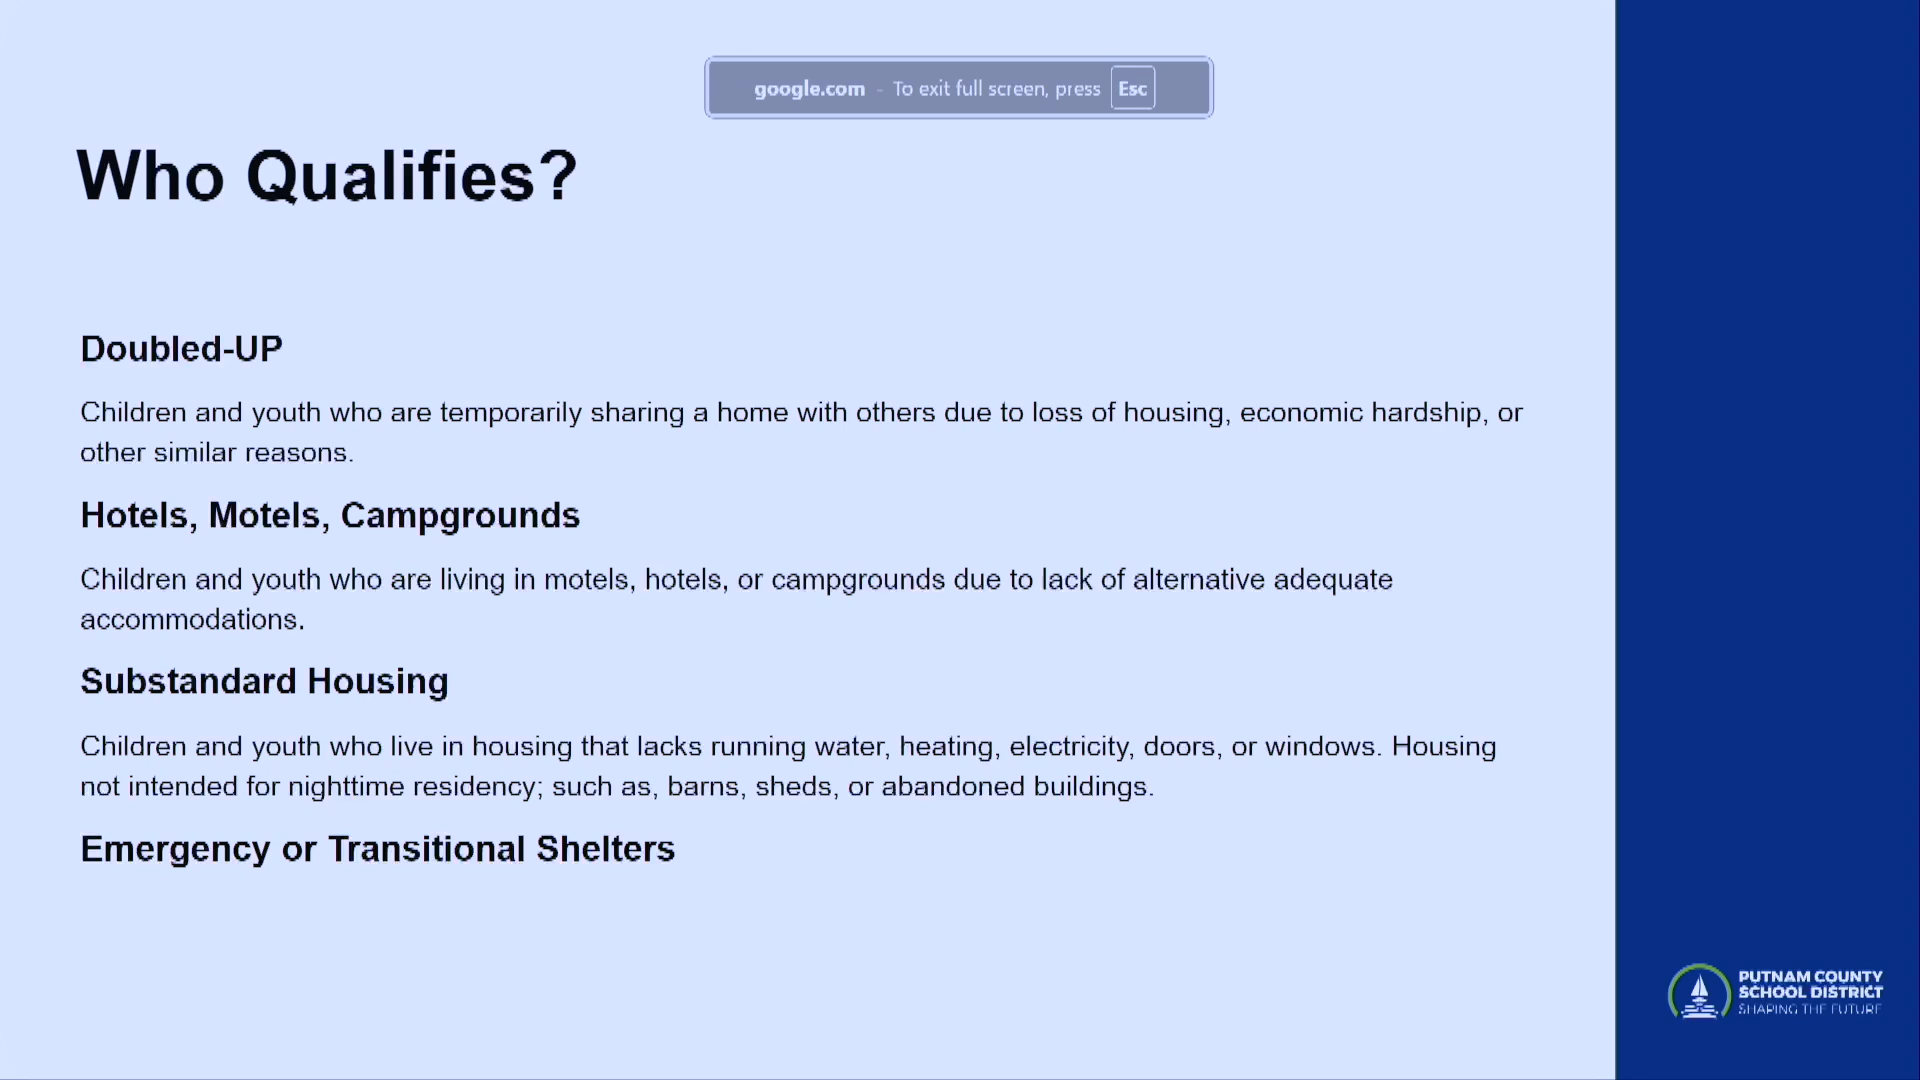 google.com - To exit full screen, press Esc
Who Qualifies?
Doubled-UP
Children and youth who are temporarily sharing a home with others due to loss of housing, economic hardship, or
other similar reasons.
Hotels, Motels, Campgrounds
Children and youth who are living in motels, hotels, or campgrounds due to lack of alternative adequate
accommodations.
Substandard Housing
Children and youth who live in housing that lacks running water, heating, electricity, doors, or windows. Housing
not intended for nighttime residency; such as, barns, sheds, or abandoned buildings.
Emergency or Transitional Shelters
PUTNAM COUNTY
SCHOOL DISTRICT
SHAPING THE FUTURE